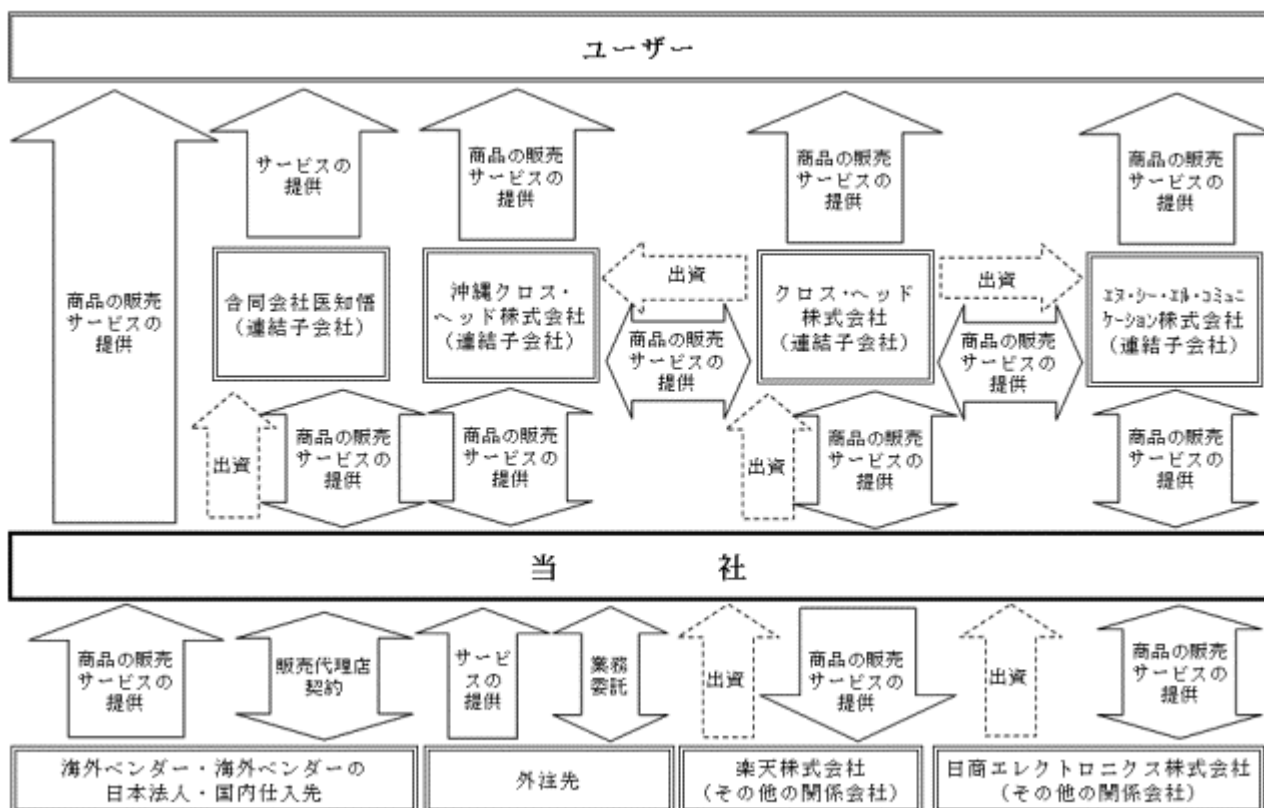 ユーザー
商品の販売
サービスの
提供
サービスの
提供
商品の販売
サービスの
提供
商品の販売
サービスの
提供
商品の販売
サービスの
提供
合同会社医知悟
(連結子会社)
沖縄クロス・
ヘッド株式会社
(連結子会社)
出資
商品の販売
サービスの
提供
クロス・ヘッド
株式会社
(連結子会社)
出資
商品の販売
サービスの
提供
エヌ・シー・エル・コミュニ
ケーション株式会社
(連結子会社)
出資
商品の販売
サービスの
提供
商品の販売
サービスの
提供
出資
商品の販売
サービスの
提供
商品の販売
サービスの
提供
当 社
商品の販売
サービスの
提供
販売代理店
契約
サービ
スの
提供
業務
委託
出資
商品の販売
サービスの
提供
出資
商品の販売
サービスの
提供
海外ベンダー・海外ベンダーの
日本法人・国内仕入先
外注先
楽天株式会社
(その他の関係会社)
日商エレクトロニクス株式会社
(その他の関係会社)